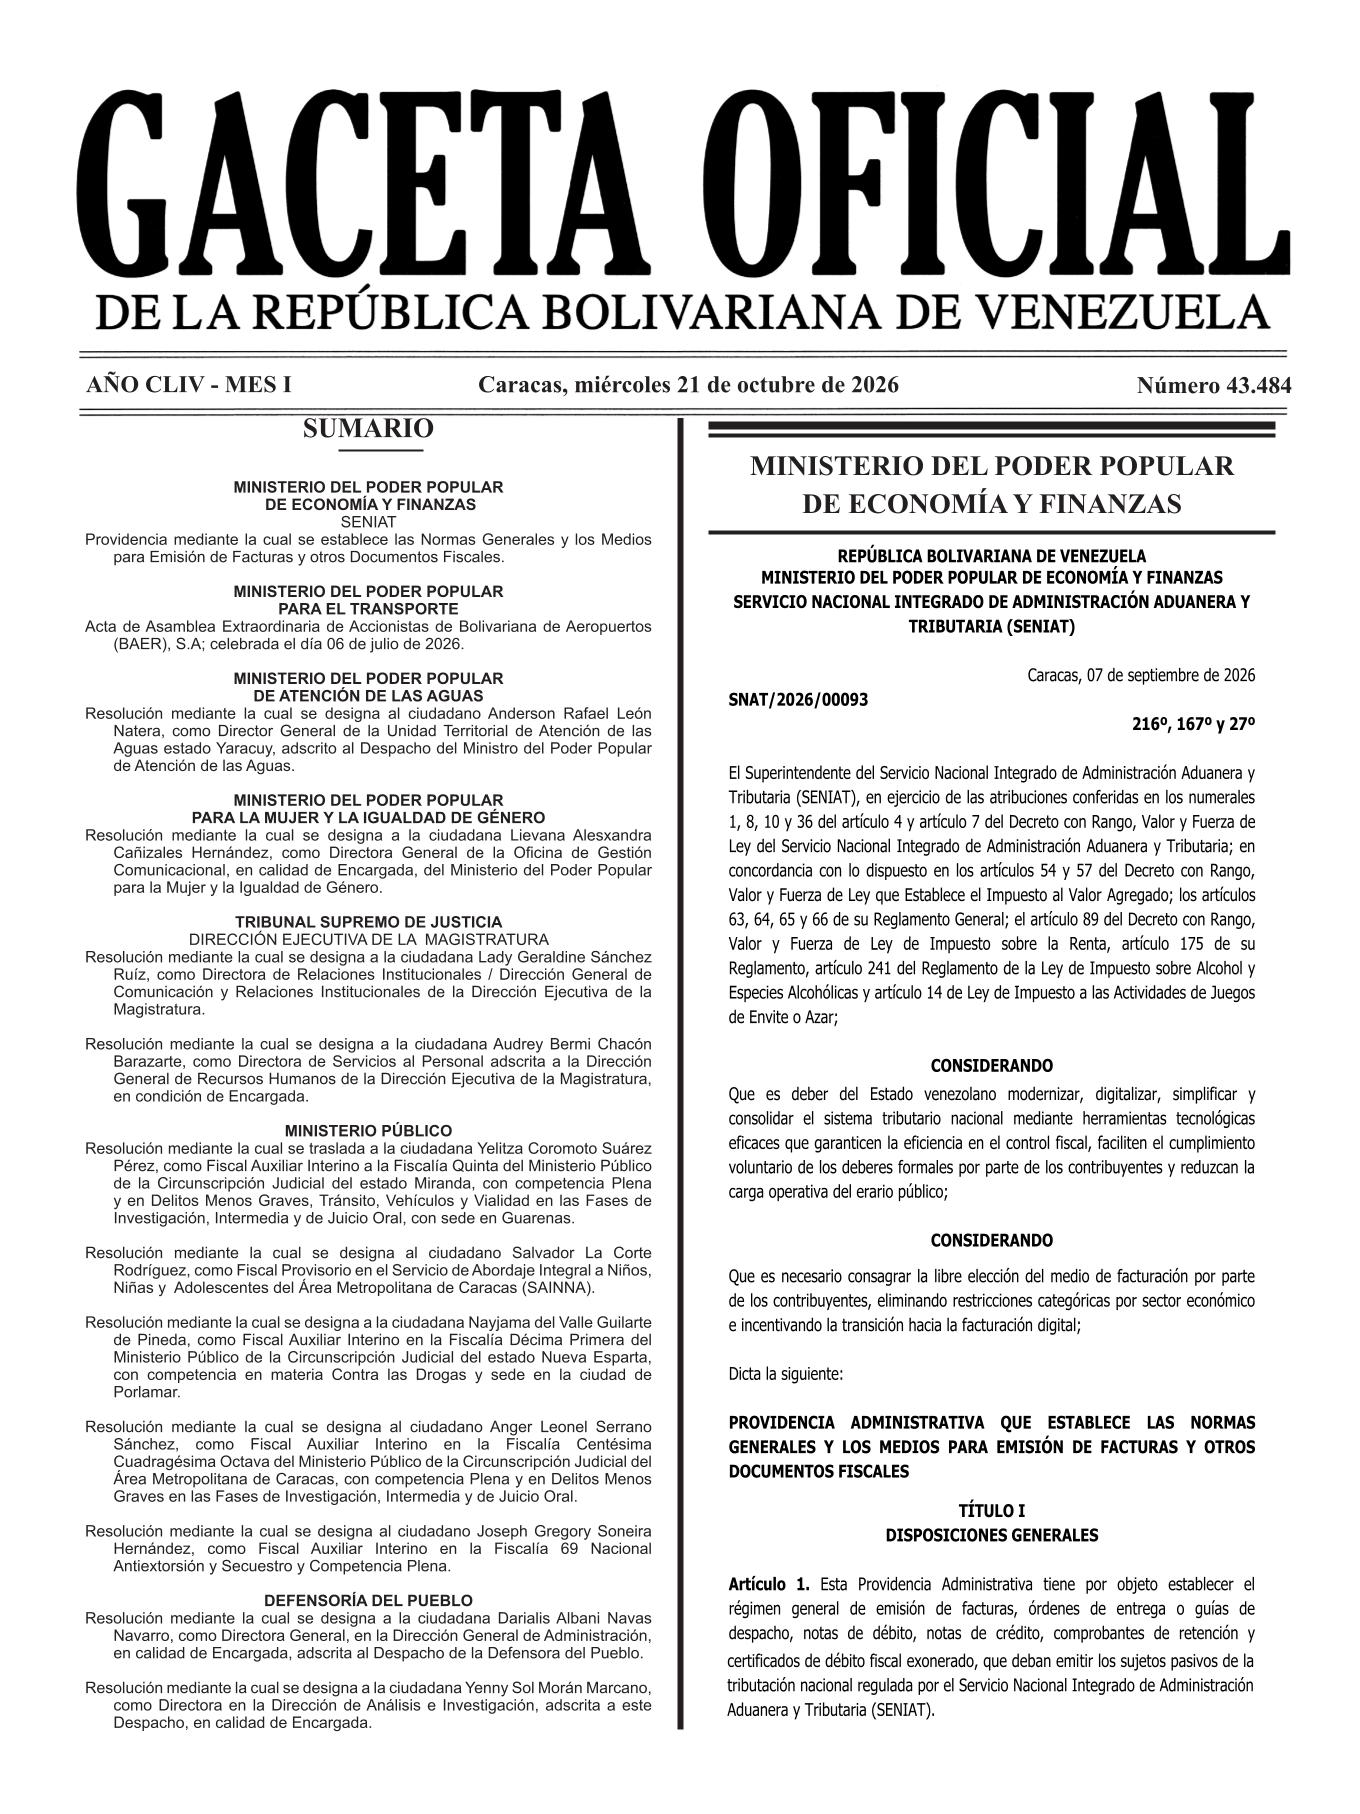 GACETA OFICIAL
DE LA REPÚBLICA BOLIVARIANA DE VENEZUELA
AÑO CLIV - MES I
Caracas, miércoles 21 de octubre de 2026
Número 43.484
SUMARIO
MINISTERIO DEL PODER POPULAR
DE ECONOMÍA Y FINANZAS
SENIAT
Providencia mediante la cual se establece las Normas Generales y los Medios
para Emisión de Facturas y otros Documentos Fiscales.
MINISTERIO DEL PODER POPULAR
PARA EL TRANSPORTE
Acta de Asamblea Extraordinaria de Accionistas de Bolivariana de Aeropuertos
(BAER), S.A; celebrada el día 06 de julio de 2026.
MINISTERIO DEL PODER POPULAR
DE ATENCIÓN DE LAS AGUAS
Resolución mediante la cual se designa al ciudadano Anderson Rafael León
Natera, como Director General de la Unidad Territorial de Atención de las
Aguas estado Yaracuy, adscrito al Despacho del Ministro del Poder Popular
de Atención de las Aguas.
MINISTERIO DEL PODER POPULAR
PARA LA MUJER Y LA IGUALDAD DE GÉNERO
Resolución mediante la cual se designa a la ciudadana Lievana Alesxandra
Cañizales Hernández, como Directora General de la Oficina de Gestión
Comunicacional, en calidad de Encargada, del Ministerio del Poder Popular
para la Mujer y la Igualdad de Género.
TRIBUNAL SUPREMO DE JUSTICIA
DIRECCIÓN EJECUTIVA DE LA  MAGISTRATURA
Resolución mediante la cual se designa a la ciudadana Lady Geraldine Sánchez
Ruíz, como Directora de Relaciones Institucionales / Dirección General de
Comunicación y Relaciones Institucionales de la Dirección Ejecutiva de la
Magistratura.
Resolución mediante la cual se designa a la ciudadana Audrey Bermi Chacón
Barazarte, como Directora de Servicios al Personal adscrita a la Dirección
General de Recursos Humanos de la Dirección Ejecutiva de la Magistratura,
en condición de Encargada.
MINISTERIO PÚBLICO
Resolución mediante la cual se traslada a la ciudadana Yelitza Coromoto Suárez
Pérez, como Fiscal Auxiliar Interino a la Fiscalía Quinta del Ministerio Público
de la Circunscripción Judicial del estado Miranda, con competencia Plena
y en Delitos Menos Graves, Tránsito, Vehículos y Vialidad en las Fases de
Investigación, Intermedia y de Juicio Oral, con sede en Guarenas.
Resolución mediante la cual se designa al ciudadano Salvador La Corte
Rodríguez, como Fiscal Provisorio en el Servicio de Abordaje Integral a Niños,
Niñas y  Adolescentes del Área Metropolitana de Caracas (SAINNA).
Resolución mediante la cual se designa a la ciudadana Nayjama del Valle Guilarte
de Pineda, como Fiscal Auxiliar Interino en la Fiscalía Décima Primera del
Ministerio Público de la Circunscripción Judicial del estado Nueva Esparta,
con competencia en materia Contra las Drogas y sede en la ciudad de
Porlamar.
Resolución mediante la cual se designa al ciudadano Anger Leonel Serrano
Sánchez, como Fiscal Auxiliar Interino en la Fiscalía Centésima
Cuadragésima Octava del Ministerio Público de la Circunscripción Judicial del
Área Metropolitana de Caracas, con competencia Plena y en Delitos Menos
Graves en las Fases de Investigación, Intermedia y de Juicio Oral.
Resolución mediante la cual se designa al ciudadano Joseph Gregory Soneira
Hernández, como Fiscal Auxiliar Interino en la Fiscalía 69 Nacional
Antiextorsión y Secuestro y Competencia Plena.
DEFENSORÍA DEL PUEBLO
Resolución mediante la cual se designa a la ciudadana Darialis Albani Navas
Navarro, como Directora General, en la Dirección General de Administración,
en calidad de Encargada, adscrita al Despacho de la Defensora del Pueblo.
Resolución mediante la cual se designa a la ciudadana Yenny Sol Morán Marcano,
como Directora en la Dirección de Análisis e Investigación, adscrita a este
Despacho, en calidad de Encargada.
MINISTERIO DEL PODER POPULAR
DE ECONOMÍA Y FINANZAS
REPÚBLICA BOLIVARIANA DE VENEZUELA
MINISTERIO DEL PODER POPULAR DE ECONOMÍA Y FINANZAS
SERVICIO NACIONAL INTEGRADO DE ADMINISTRACIÓN ADUANERA Y
TRIBUTARIA (SENIAT)
Caracas, 07 de septiembre de 2026
SNAT/2026/00093
216º, 167º y 27º
El Superintendente del Servicio Nacional Integrado de Administración Aduanera y
Tributaria (SENIAT), en ejercicio de las atribuciones conferidas en los numerales
1, 8, 10 y 36 del artículo 4 y artículo 7 del Decreto con Rango, Valor y Fuerza de
Ley del Servicio Nacional Integrado de Administración Aduanera y Tributaria; en
concordancia con lo dispuesto en los artículos 54 y 57 del Decreto con Rango,
Valor y Fuerza de Ley que Establece el Impuesto al Valor Agregado; los artículos
63, 64, 65 y 66 de su Reglamento General; el artículo 89 del Decreto con Rango,
Valor y Fuerza de Ley de Impuesto sobre la Renta, artículo 175 de su
Reglamento, artículo 241 del Reglamento de la Ley de Impuesto sobre Alcohol y
Especies Alcohólicas y artículo 14 de Ley de Impuesto a las Actividades de Juegos
de Envite o Azar;
CONSIDERANDO
Que es deber del Estado venezolano modernizar, digitalizar, simplificar y
consolidar el sistema tributario nacional mediante herramientas tecnológicas
eficaces que garanticen la eficiencia en el control fiscal, faciliten el cumplimiento
voluntario de los deberes formales por parte de los contribuyentes y reduzcan la
carga operativa del erario público;
CONSIDERANDO
Que es necesario consagrar la libre elección del medio de facturación por parte
de los contribuyentes, eliminando restricciones categóricas por sector económico
e incentivando la transición hacia la facturación digital;
Dicta la siguiente:
PROVIDENCIA ADMINISTRATIVA QUE ESTABLECE LAS NORMAS
GENERALES Y LOS MEDIOS PARA EMISIÓN DE FACTURAS Y OTROS
DOCUMENTOS FISCALES
TÍTULO I
DISPOSICIONES GENERALES
Artículo 1. Esta Providencia Administrativa tiene por objeto establecer el
régimen general de emisión de facturas, órdenes de entrega o guías de
despacho, notas de débito, notas de crédito, comprobantes de retención y
certificados de débito fiscal exonerado, que deban emitir los sujetos pasivos de la
tributación nacional regulada por el Servicio Nacional Integrado de Administración
Aduanera y Tributaria (SENIAT).